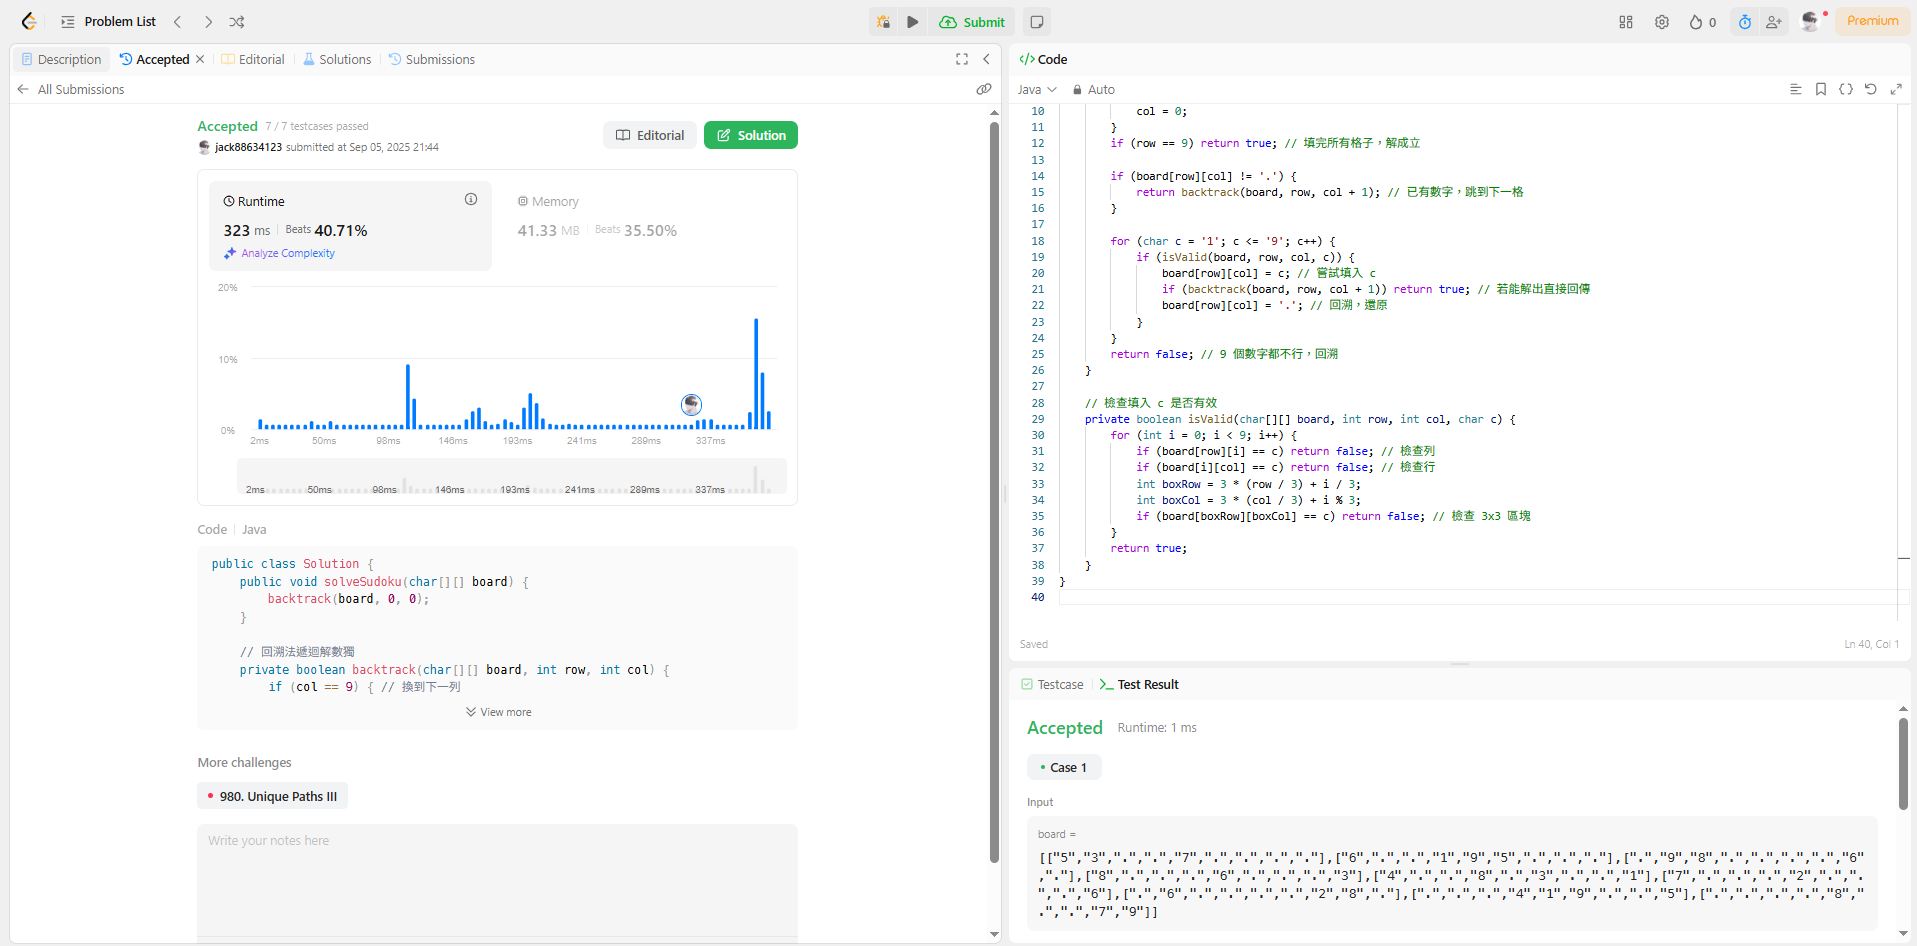 Problem List
Submit
0
Premium
Description
Accepted
Editorial
Solutions
Submissions
All Submissions
Accepted 7 / 7 testcases passed
jack88634123 submitted at Sep 05, 2025 21:44
Editorial
Solution
Runtime
323 ms Beats 40.71%
Analyze Complexity
Memory
41.33 MB Beats 35.50%
20%
10%
0%
2ms 50ms 98ms 146ms 193ms 241ms 289ms 337ms
2ms 50ms 98ms 146ms 193ms 241ms 289ms 337ms
Code Java
public class Solution {
    public void solveSudoku(char[][] board) {
        backtrack(board, 0, 0);
    }
    // 回溯法遞迴解數獨
    private boolean backtrack(char[][] board, int row, int col) {
        if (col == 9) { // 換到下一列
View more
More challenges
980. Unique Paths III
Write your notes here
</> Code
Java Auto
10             col = 0;
11         }
12         if (row == 9) return true; // 填完所有格子，解成立
13
14         if (board[row][col] != '.') {
15             return backtrack(board, row, col + 1); // 已有數字，跳到下一格
16         }
17
18         for (char c = '1'; c <= '9'; c++) {
19             if (isValid(board, row, col, c)) {
20                 board[row][col] = c; // 嘗試填入 c
21                 if (backtrack(board, row, col + 1)) return true; // 若能解出直接回傳
22                 board[row][col] = '.'; // 回溯，還原
23             }
24         }
25         return false; // 9 個數字都不行，回溯
26     }
27
28     // 檢查填入 c 是否有效
29     private boolean isValid(char[][] board, int row, int col, char c) {
30         for (int i = 0; i < 9; i++) {
31             if (board[row][i] == c) return false; // 檢查列
32             if (board[i][col] == c) return false; // 檢查行
33             int boxRow = 3 * (row / 3) + i / 3;
34             int boxCol = 3 * (col / 3) + i % 3;
35             if (board[boxRow][boxCol] == c) return false; // 檢查 3x3 區塊
36         }
37         return true;
38     }
39 }
40
Saved
Ln 40, Col 1
Testcase
Test Result
Accepted Runtime: 1 ms
Case 1
Input
board =
[["5","3",".",".","7",".",".",".","."],["6",".",".","1","9","5",".",".","."],[".","9","8",".",".",".",".","6"
,"."],["8",".",".",".","6",".",".",".","3"],["4",".",".","8",".","3",".",".","1"],["7",".",".",".","2",".",".
",".","6"],[".","6",".",".",".",".","2","8","."],[".",".",".","4","1","9",".",".","5"],[".",".",".",".","8","
.",".","7","9"]]